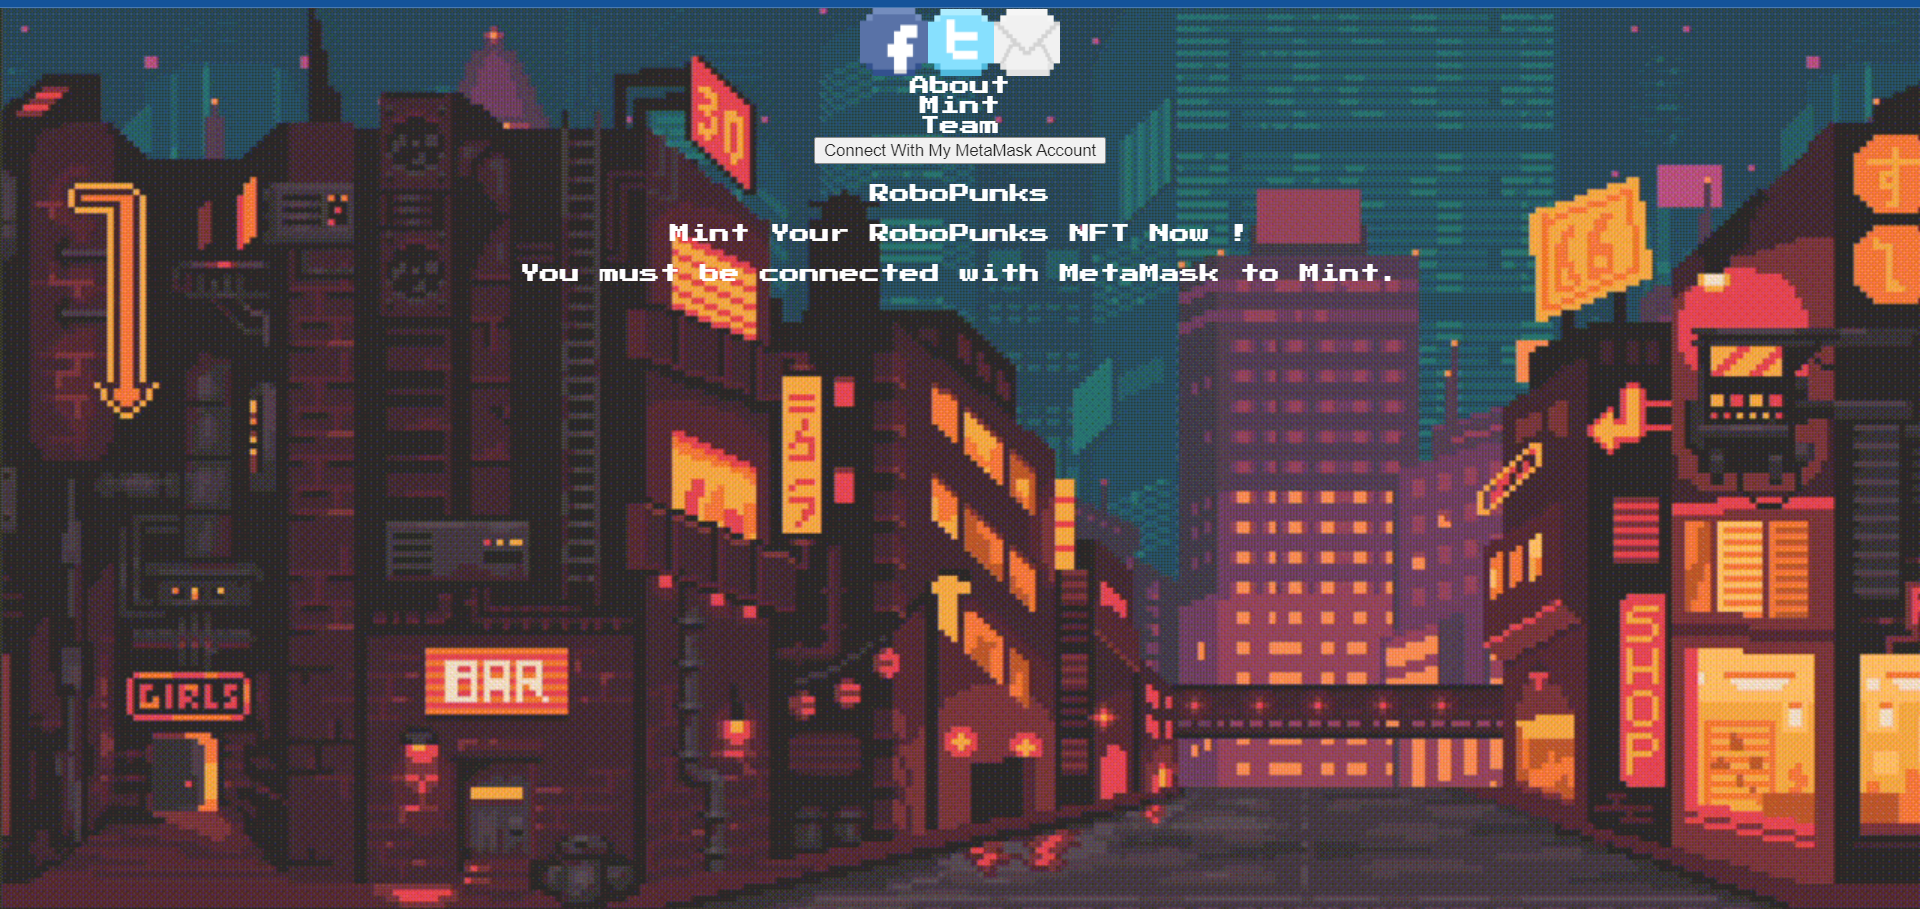 f t
About
Mint
Team
Connect With My MetaMask Account
RoboPunks
Mint Your RoboPunks NFT Now !
You must be connected with MetaMask to Mint.
30
GIRLS
BAR
SHOP